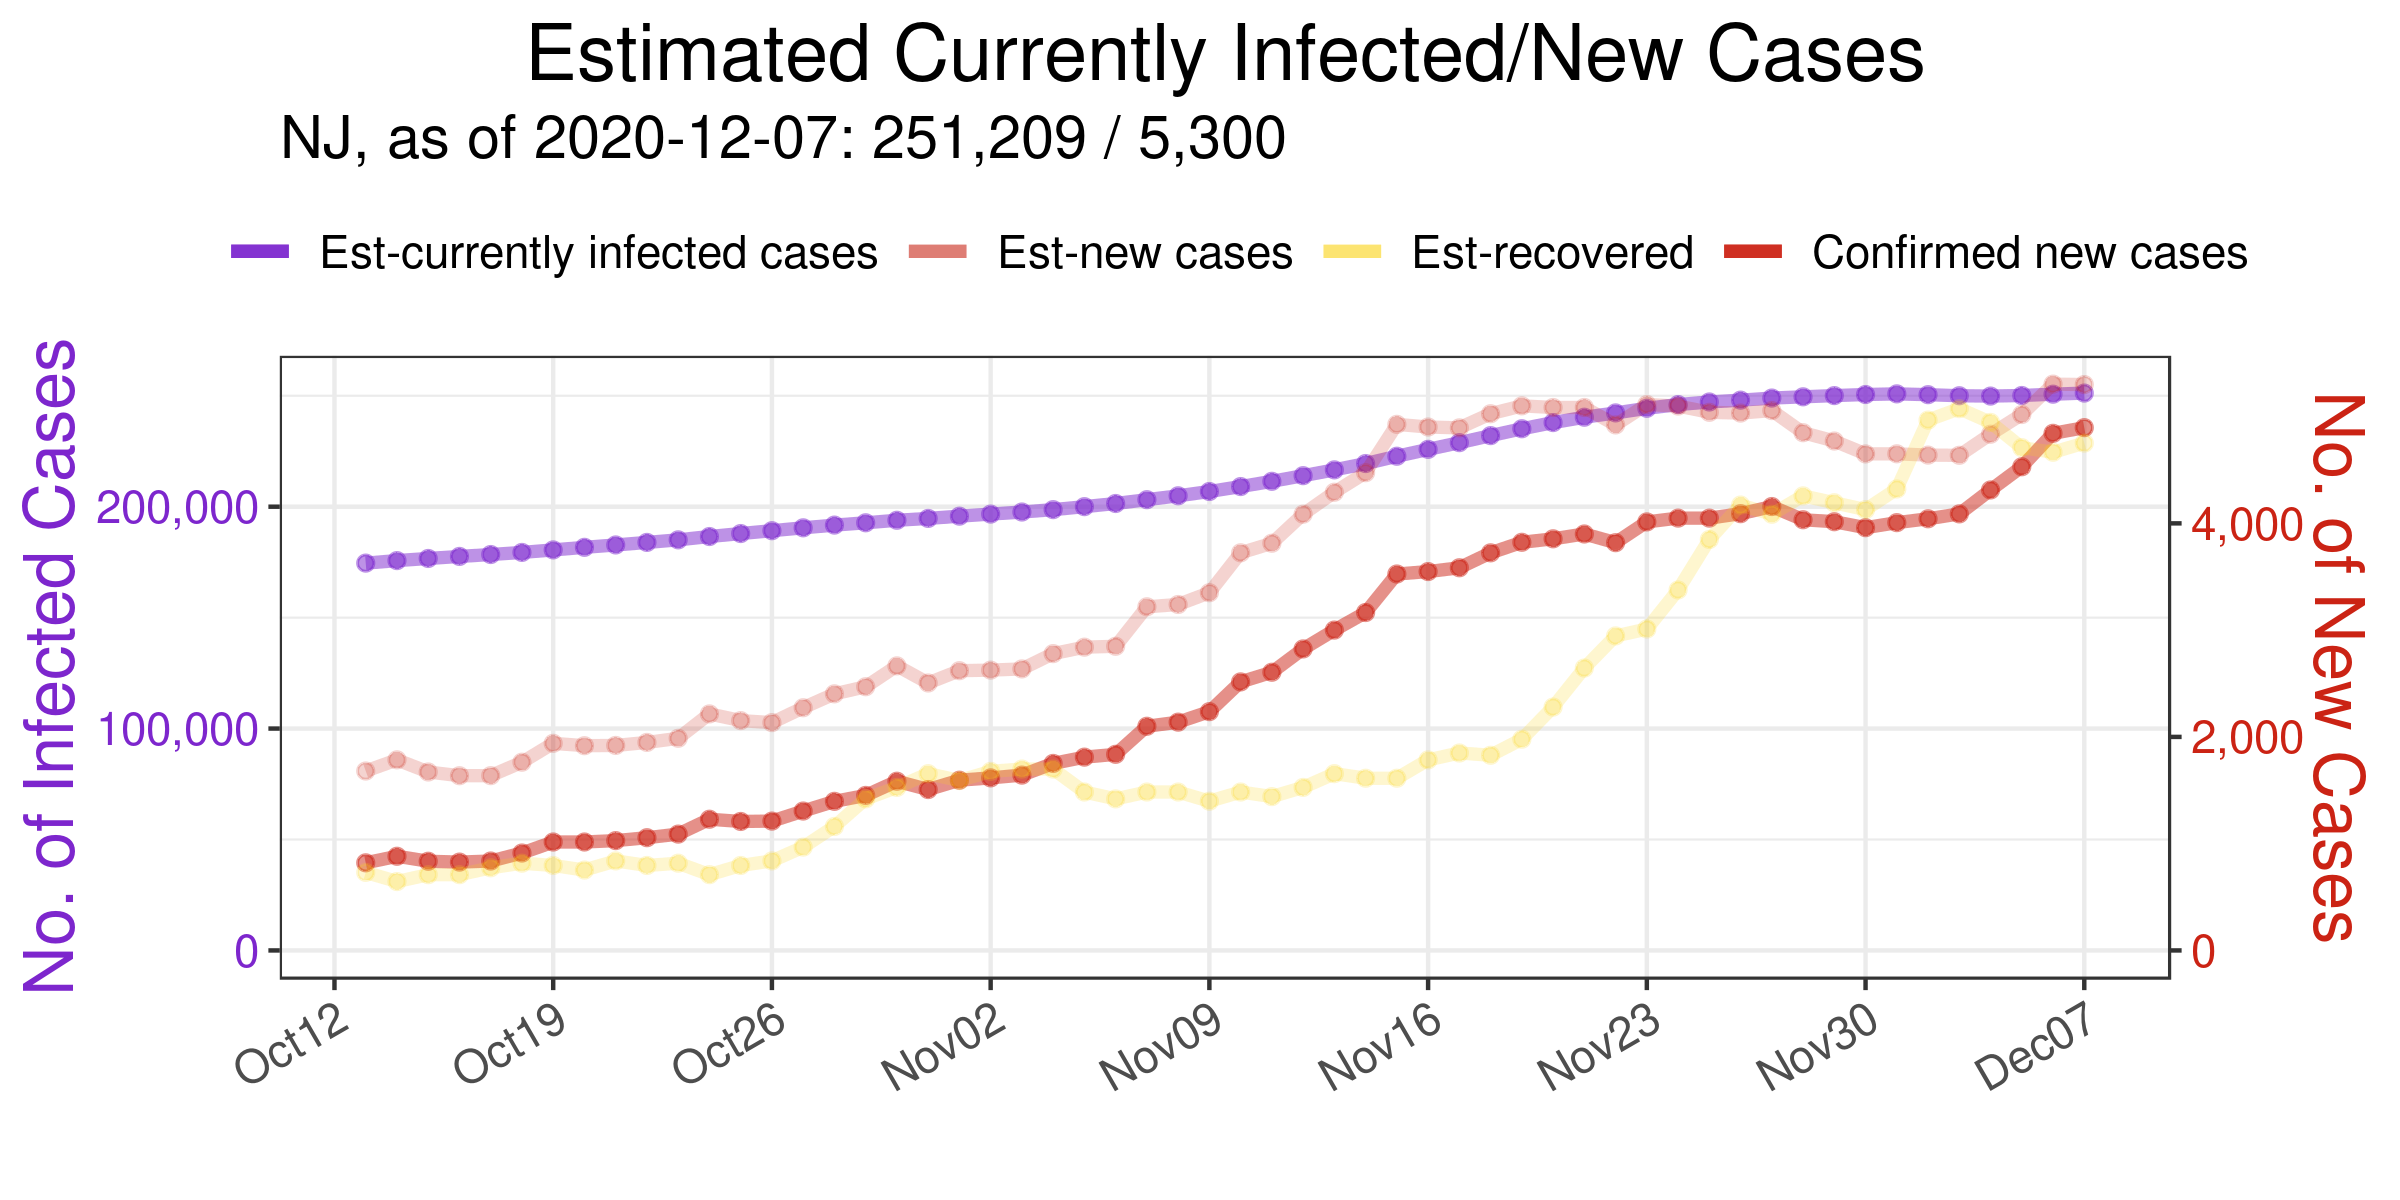 Estimated Currently Infected/New Cases
NJ, as of 2020-12-07: 251,209 / 5,300
Est-currently infected cases Est-new cases Est-recovered Confirmed new cases
No. of Infected Cases
200,000
100,000
0
4,000
2,000
0
No. of New Cases
Oct12 Oct19 Oct26 Nov02 Nov09 Nov16 Nov23 Nov30 Dec07